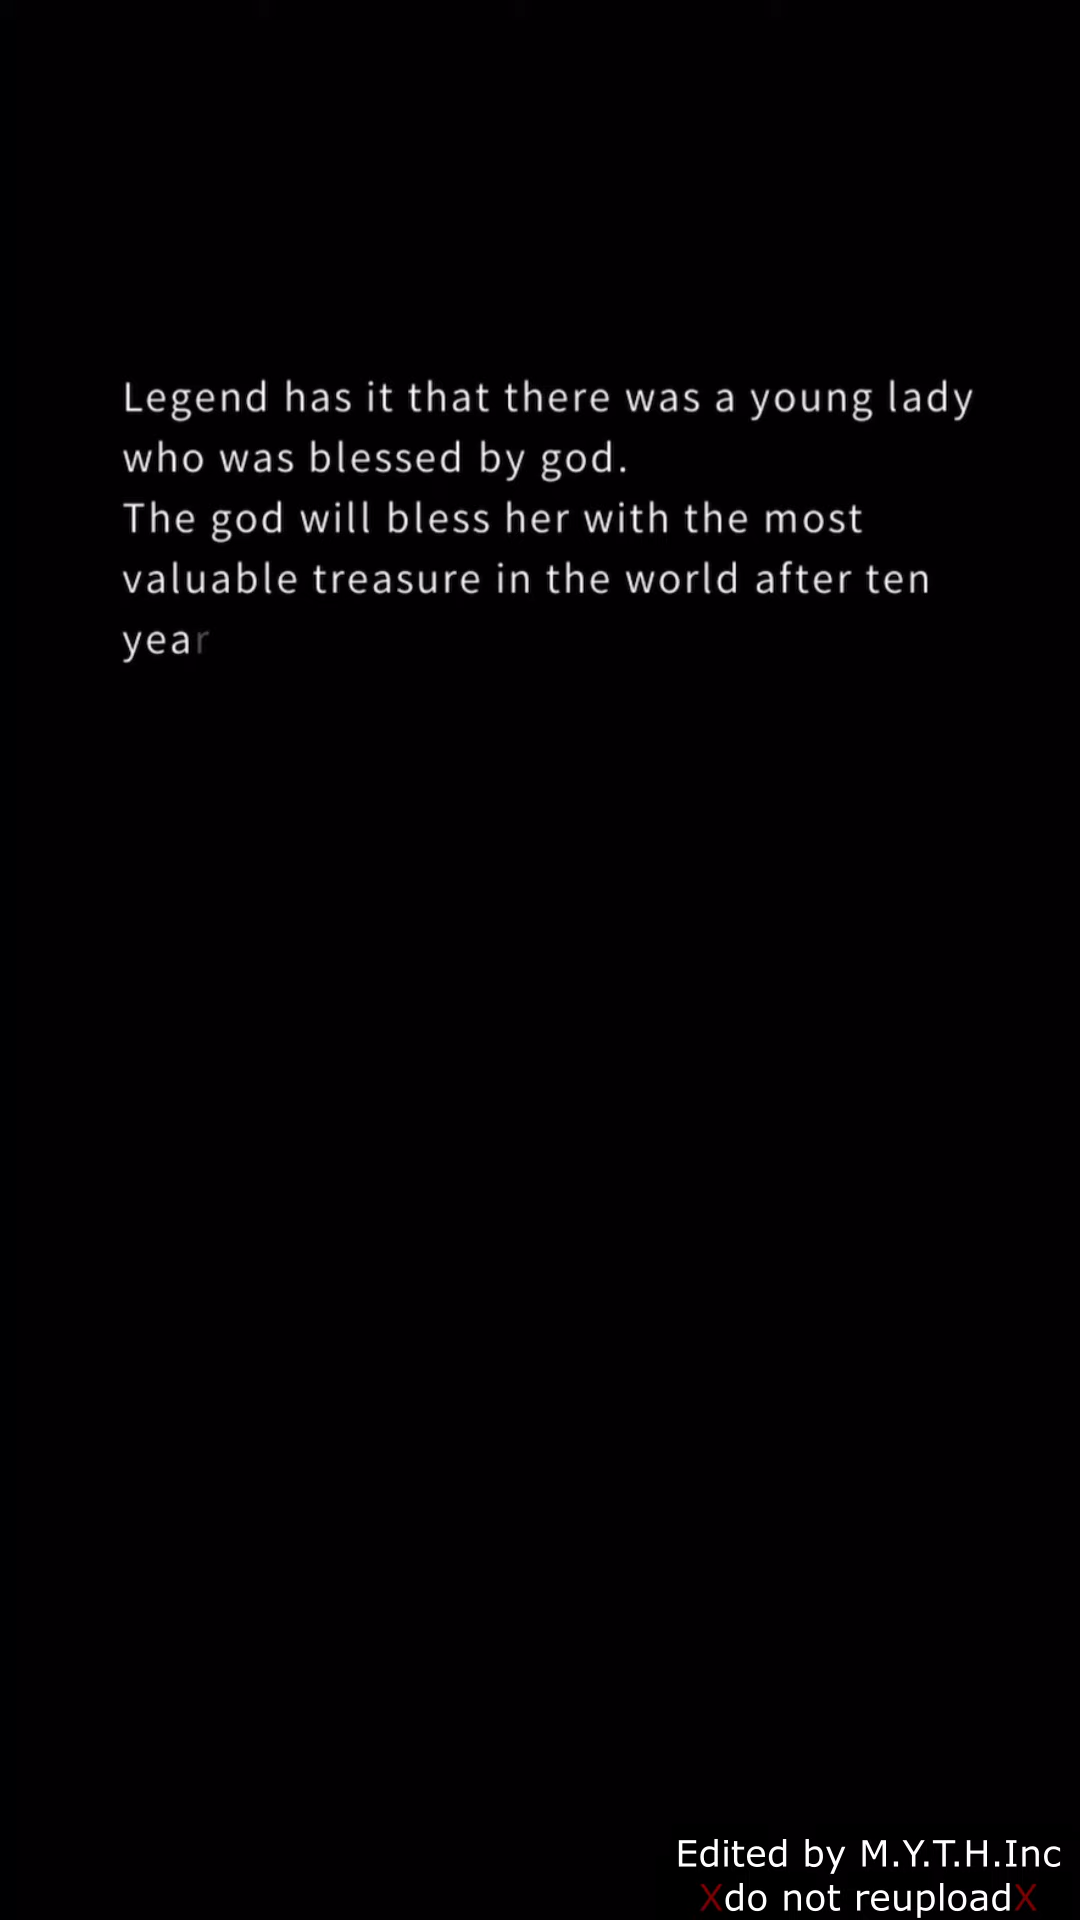 Legend has it that there was a young lady
who was blessed by god.
The god will bless her with the most
valuable treasure in the world after ten
year
Edited by M.Y.T.H.Inc
Xdo not reuploadX